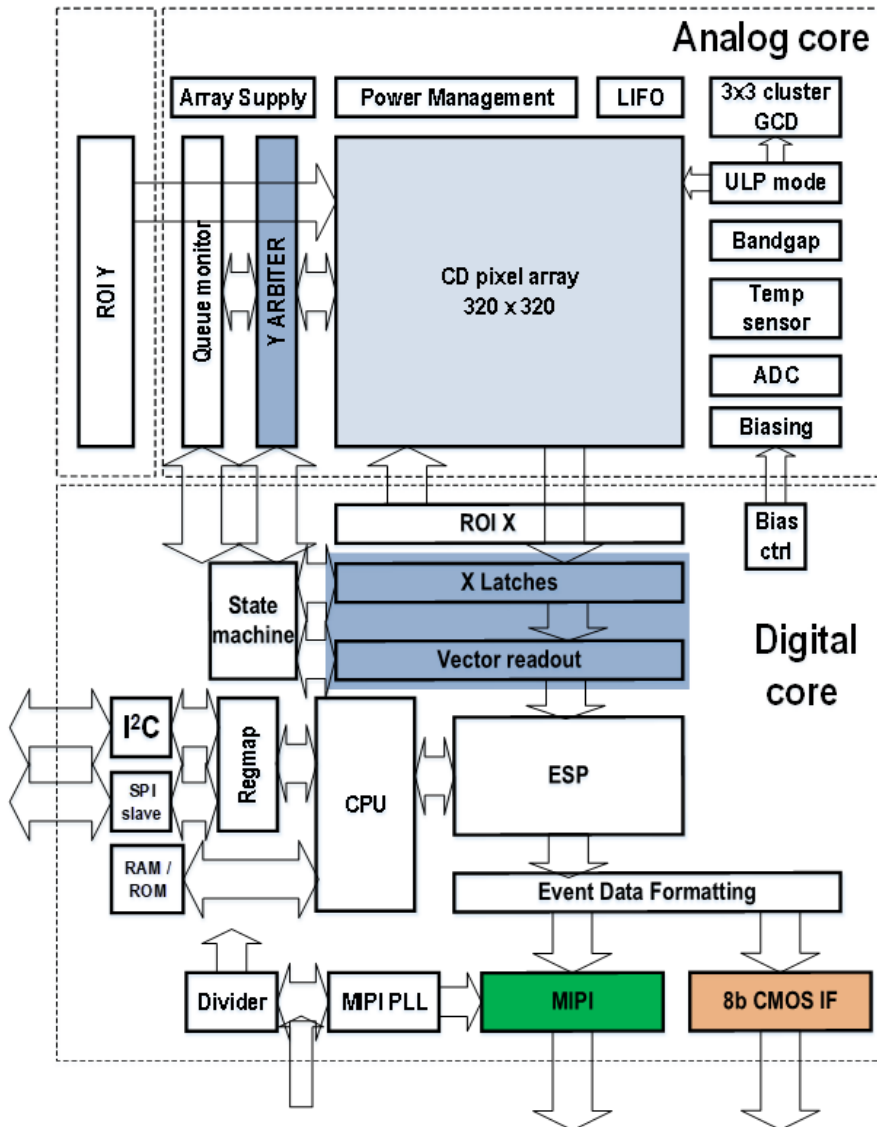 Analog core
Array Supply
Power Management
LIFO
3x3 cluster
GCD
ROI Y
Queue monitor
Y ARBITER
CD pixel array
320 x 320
ULP mode
Bandgap
Temp
sensor
ADC
Biasing
ROI X
Bias
ctrl
State
machine
X Latches
Vector readout
Digital
core
I²C
SPI
slave
Regmap
CPU
ESP
RAM /
ROM
Event Data Formatting
Divider
MIPI PLL
MIPI
8b CMOS IF